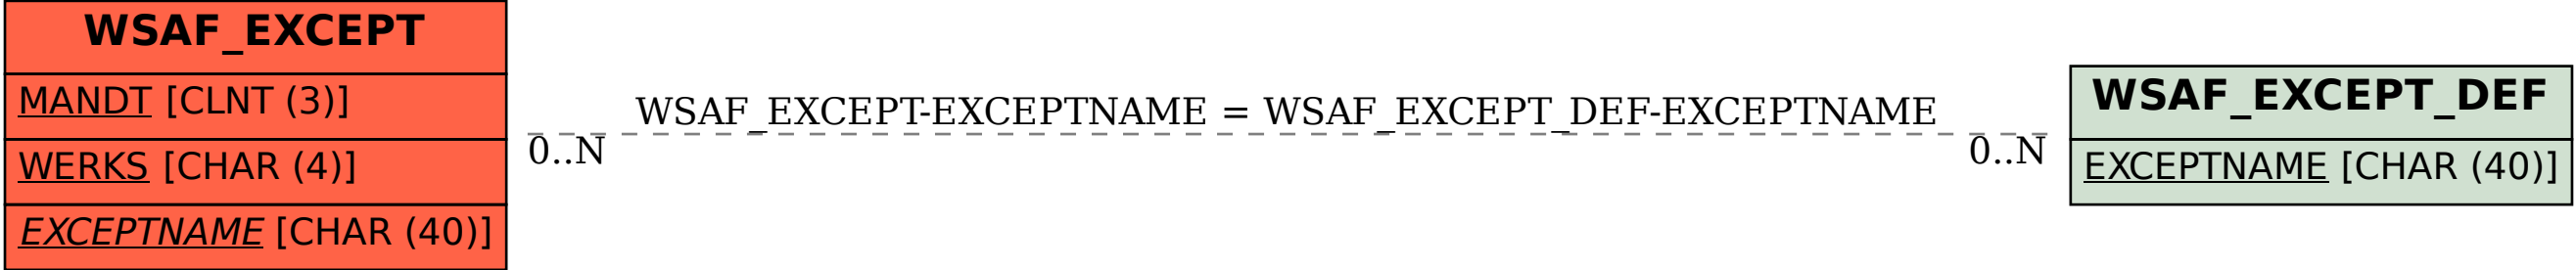 WSAF_EXCEPT
MANDT [CLNT (3)]
WERKS [CHAR (4)]
EXCEPTNAME [CHAR (40)]
WSAF_EXCEPT-EXCEPTNAME = WSAF_EXCEPT_DEF-EXCEPTNAME
0..N
0..N
WSAF_EXCEPT_DEF
EXCEPTNAME [CHAR (40)]